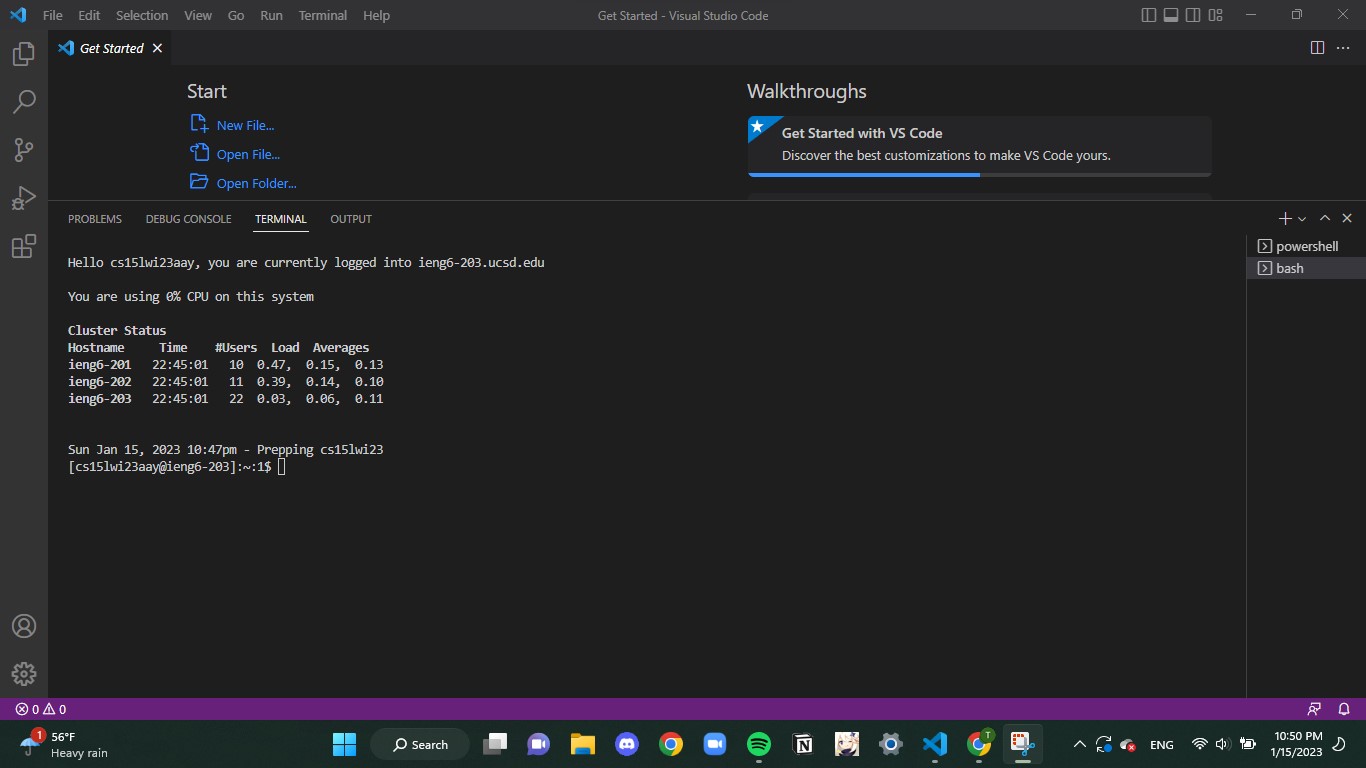 File Edit Selection View Go Run Terminal Help Get Started - Visual Studio Code
Get Started
Start
New File...
Open File...
Open Folder...
Walkthroughs
Get Started with VS Code
Discover the best customizations to make VS Code yours.
PROBLEMS DEBUG CONSOLE TERMINAL OUTPUT
powershell
bash
Hello cs15lwi23aay, you are currently logged into ieng6-203.ucsd.edu
You are using 0% CPU on this system
Cluster Status
Hostname Time #Users Load Averages
ieng6-201 22:45:01 10 0.47, 0.15, 0.13
ieng6-202 22:45:01 11 0.39, 0.14, 0.10
ieng6-203 22:45:01 22 0.03, 0.06, 0.11
Sun Jan 15, 2023 10:47pm - Prepping cs15lwi23
[cs15lwi23aay@ieng6-203]:~:1$
0 0
1 56°F
Heavy rain
Search
T
ENG
10:50 PM
1/15/2023